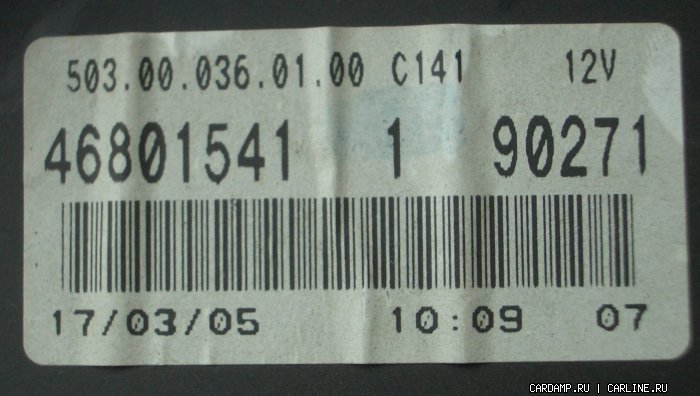 503.00.036.01.00 C141 12V
46801541 1 90271
17/03/05 10:09 07
CARDAMP.RU | CARLINE.RU